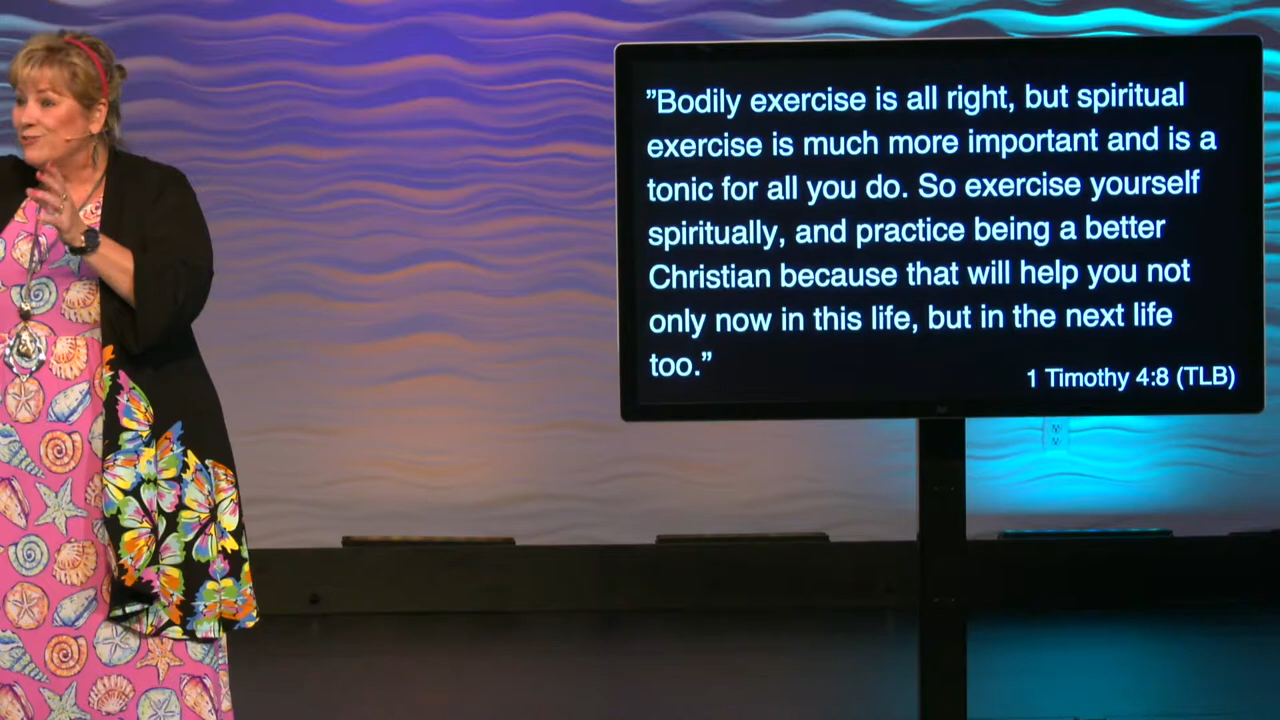 ”Bodily exercise is all right, but spiritual
exercise is much more important and is a
tonic for all you do. So exercise yourself
spiritually, and practice being a better
Christian because that will help you not
only now in this life, but in the next life
too.”
1 Timothy 4:8 (TLB)